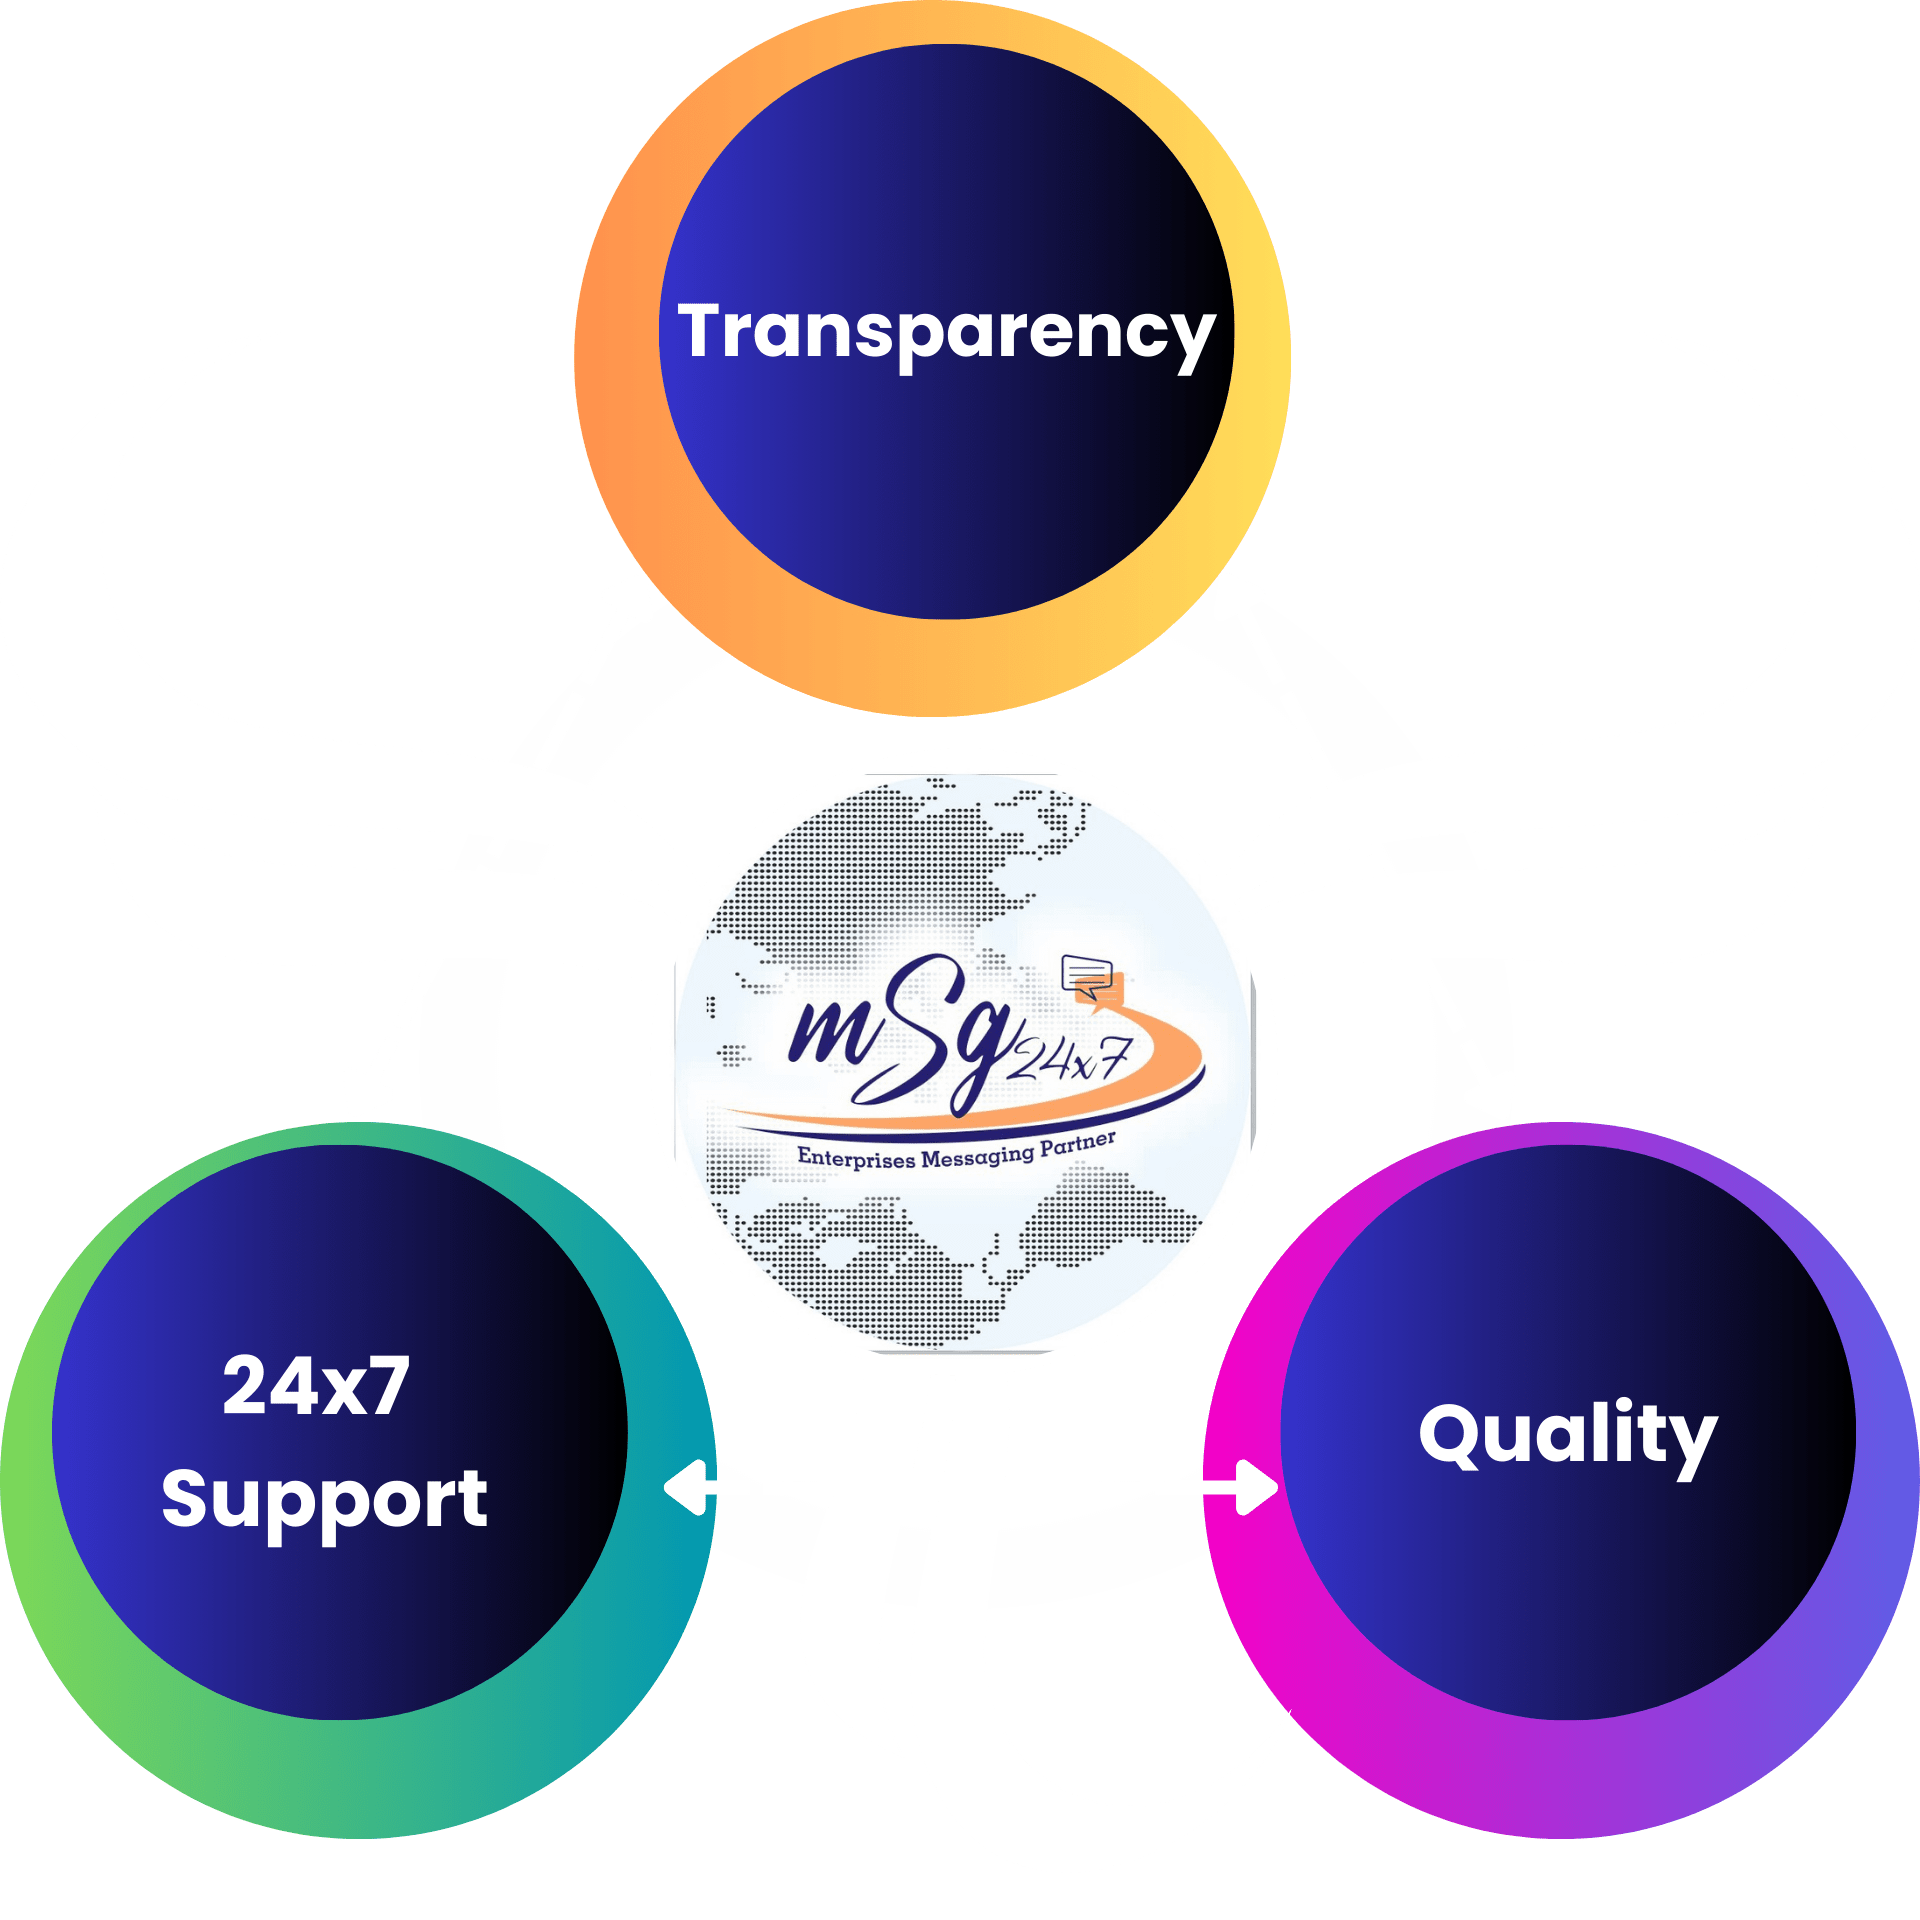 Transparency
mSg24x7
Enterprises Messaging Partner
24x7
Support
Quality